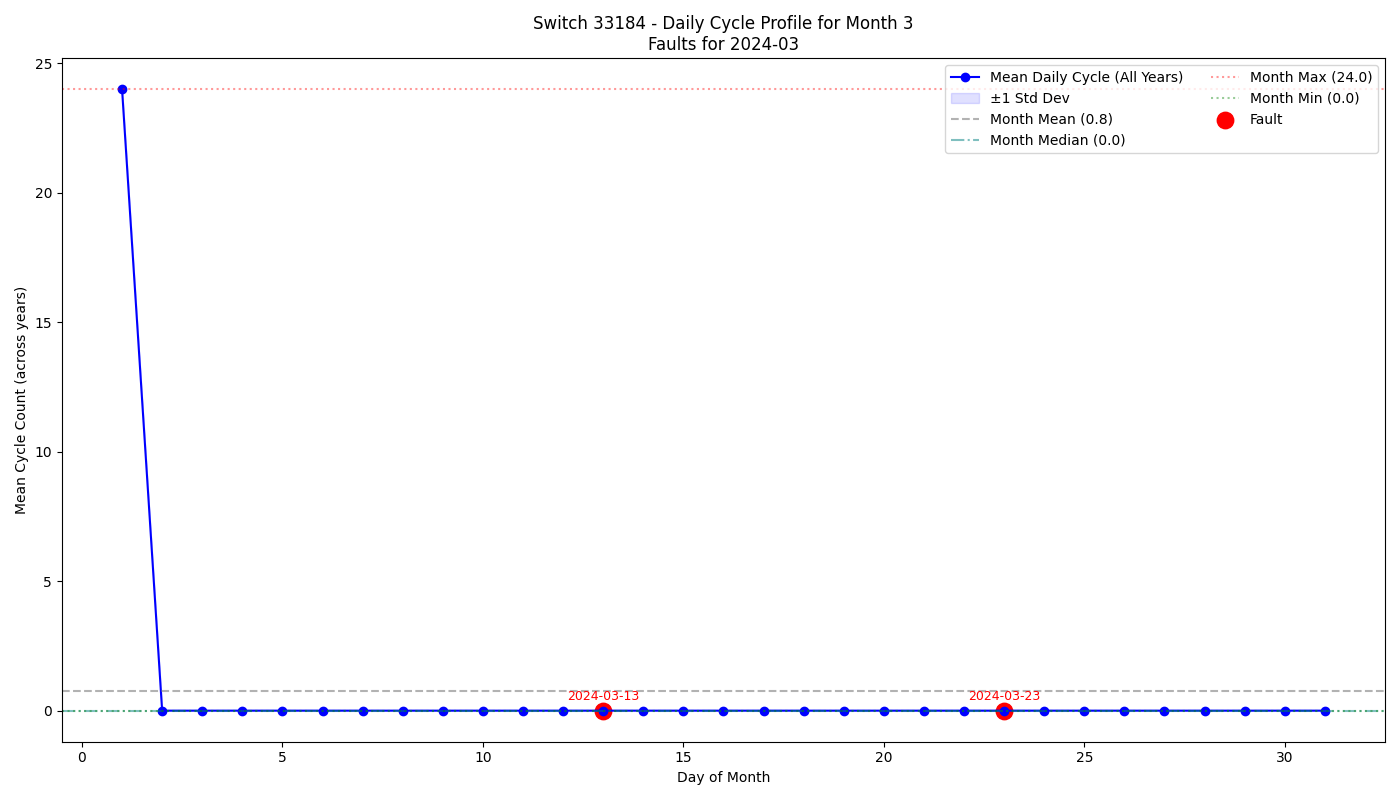 Switch 33184 - Daily Cycle Profile for Month 3
Faults for 2024-03
Mean Cycle Count (across years)
25
20
15
10
5
0
Mean Daily Cycle (All Years)
±1 Std Dev
Month Mean (0.8)
Month Median (0.0)
Month Max (24.0)
Month Min (0.0)
Fault
2024-03-13
2024-03-23
0 5 10 15 20 25 30
Day of Month